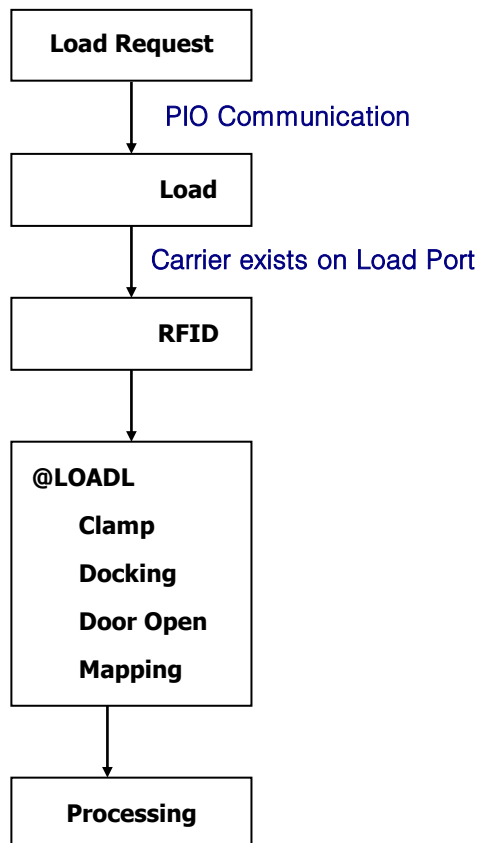 Load Request
PIO Communication
Load
Carrier exists on Load Port
RFID
@LOADL
Clamp
Docking
Door Open
Mapping
Processing